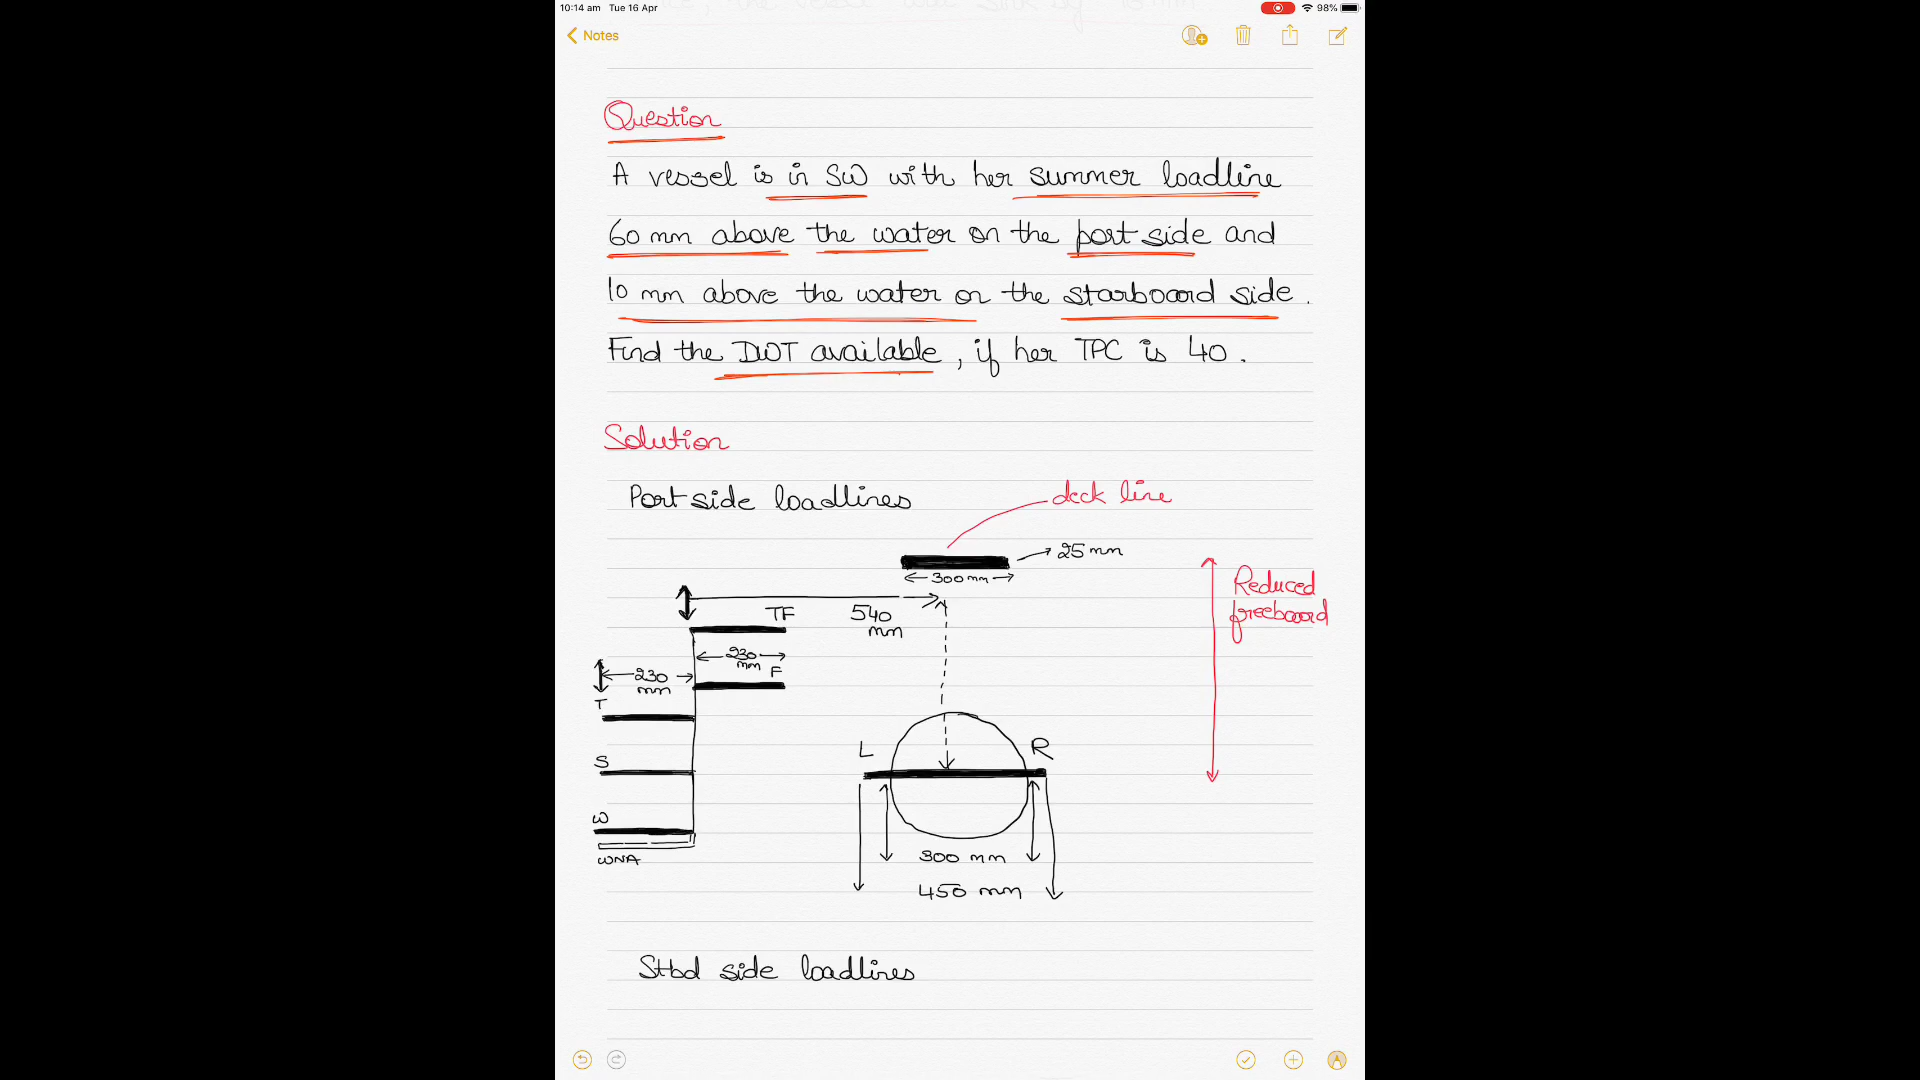 10:14 am Tue 16 Apr
98%
Notes
Question
A vessel is in SW with her summer loadline
60 mm above the water on the port side and
10 mm above the water on the starboard side.
Find the DWT available, if her TPC is 40.
Solution
Port side loadlines
deck line
25 mm
300 mm
Reduced
freeboard
TF
540
mm
230
mm
F
230
mm
T
S
L
R
W
WNA
300 mm
450 mm
Stbd side loadlines